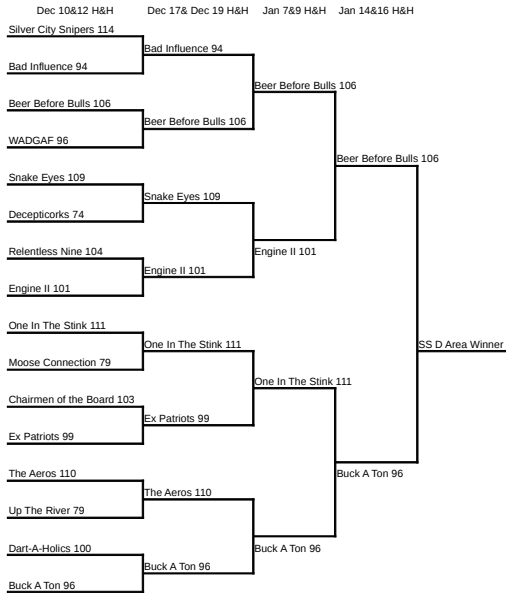 Dec 10&12 H&H
Dec 17& Dec 19 H&H
Jan 7&9 H&H
Jan 14&16 H&H
Silver City Snipers 114
Bad Influence 94
Beer Before Bulls 106
WADGAF 96
Snake Eyes 109
Decepticorks 74
Relentless Nine 104
Engine II 101
One In The Stink 111
Moose Connection 79
Chairmen of the Board 103
Ex Patriots 99
The Aeros 110
Up The River 79
Dart-A-Holics 100
Buck A Ton 96
Bad Influence 94
Beer Before Bulls 106
Snake Eyes 109
Engine II 101
One In The Stink 111
Ex Patriots 99
The Aeros 110
Buck A Ton 96
Beer Before Bulls 106
Engine II 101
One In The Stink 111
Buck A Ton 96
Beer Before Bulls 106
Buck A Ton 96
SS D Area Winner